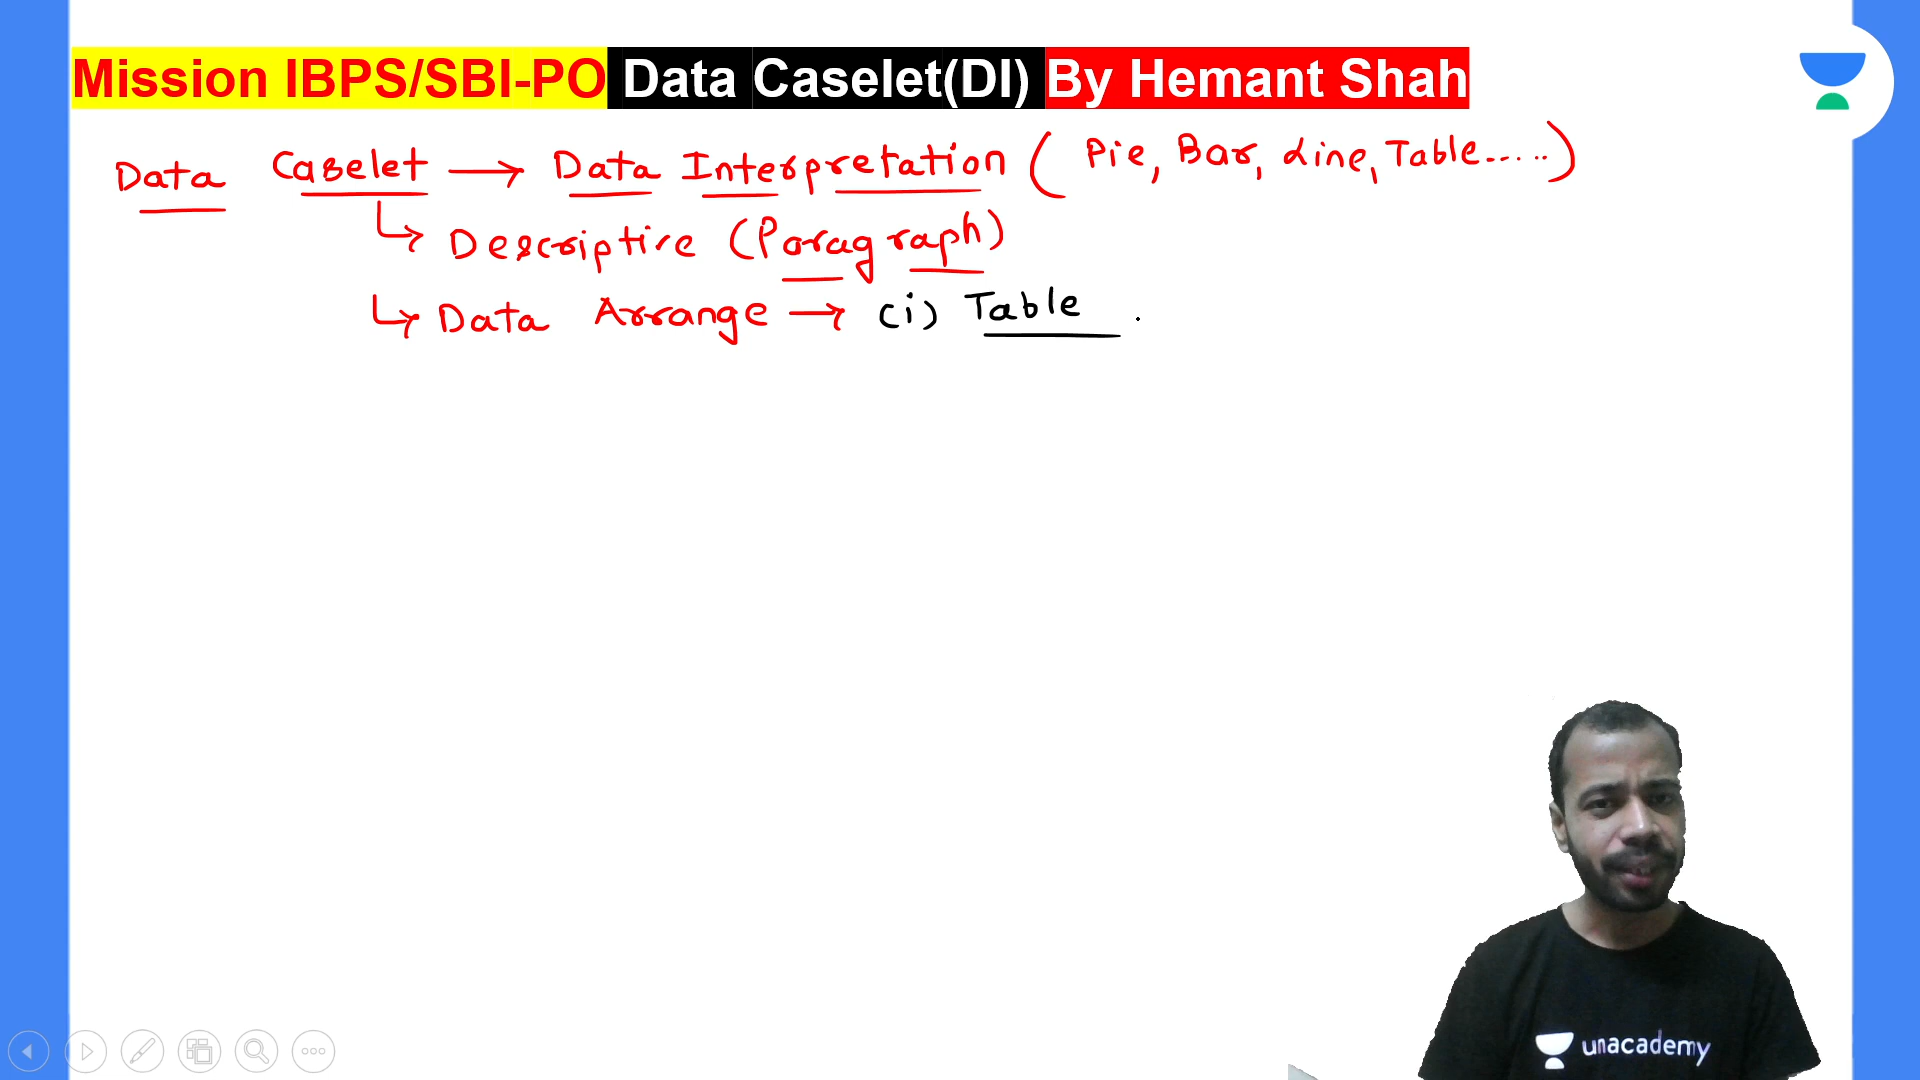 Mission IBPS/SBI-PO Data Caselet(DI) By Hemant Shah
Data Caselet → Data Interpretation ( Pie, Bar, Line, Table..... )
↳ Descriptive (Paragraph)
↳ Data Arrange → (i) Table .
unacademy